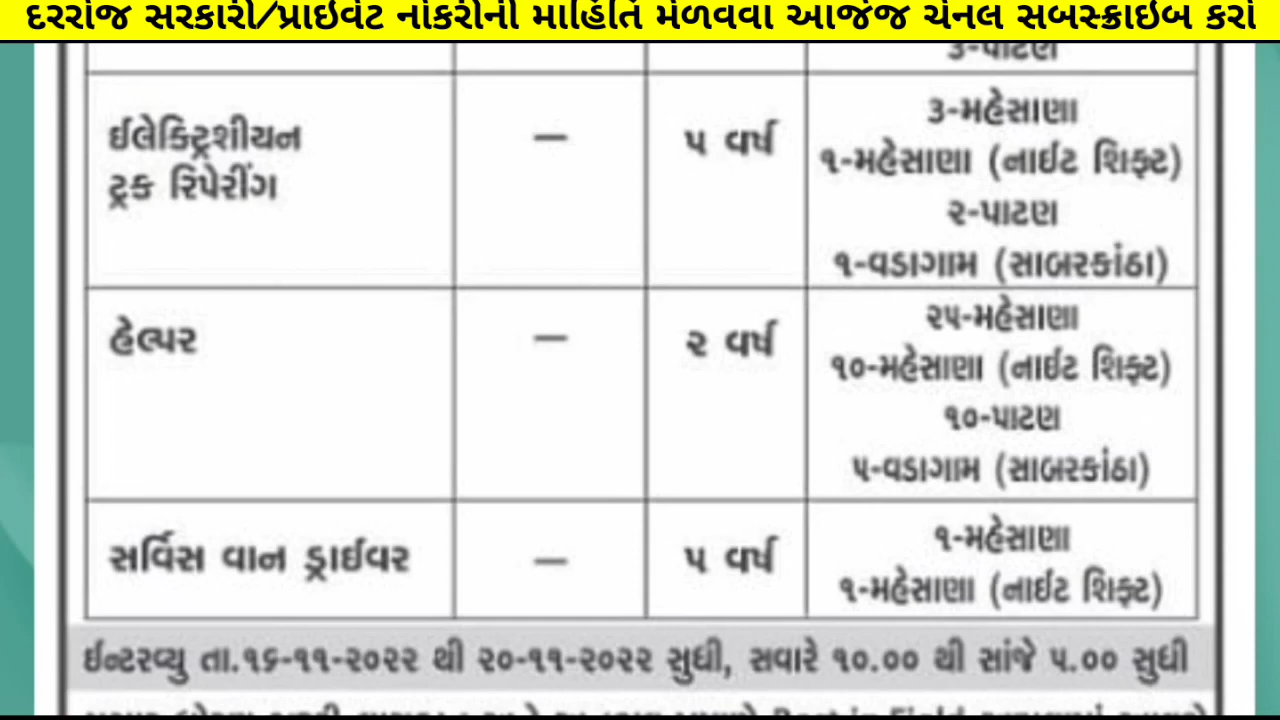 દરરોજ સરકારી/પ્રાઇવેટ નોકરીની માહિતિ મેળવવા આજેજ ચેનલ સબસ્ક્રાઇબ કરો
૩-પાટણ
ઈલેક્ટ્રિશીયન
ટ્રક રિપેરીંગ
—
૫ વર્ષ
૩-મહેસાણા
૧-મહેસાણા (નાઈટ શિફ્ટ)
૨-પાટણ
૧-વડાગામ (સાબરકાંઠા)
હેલ્પર
—
૨ વર્ષ
૨૫-મહેસાણા
૧૦-મહેસાણા (નાઈટ શિફ્ટ)
૧૦-પાટણ
૫-વડાગામ (સાબરકાંઠા)
સર્વિસ વાન ડ્રાઈવર
—
૫ વર્ષ
૧-મહેસાણા
૧-મહેસાણા (નાઈટ શિફ્ટ)
ઈન્ટરવ્યુ તા.૧૬-૧૧-૨૦૨૨ થી ૨૦-૧૧-૨૦૨૨ સુધી, સવારે ૧૦.૦૦ થી સાંજે ૫.૦૦ સુધી